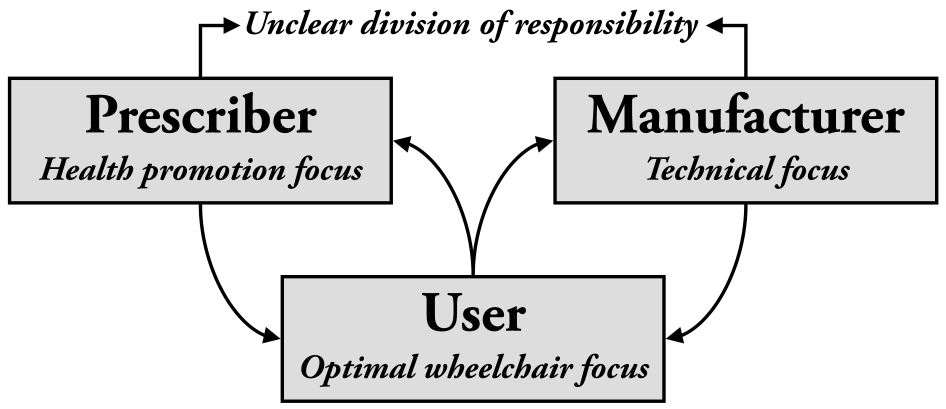 Unclear division of responsibility
Prescriber
Health promotion focus
Manufacturer
Technical focus
User
Optimal wheelchair focus